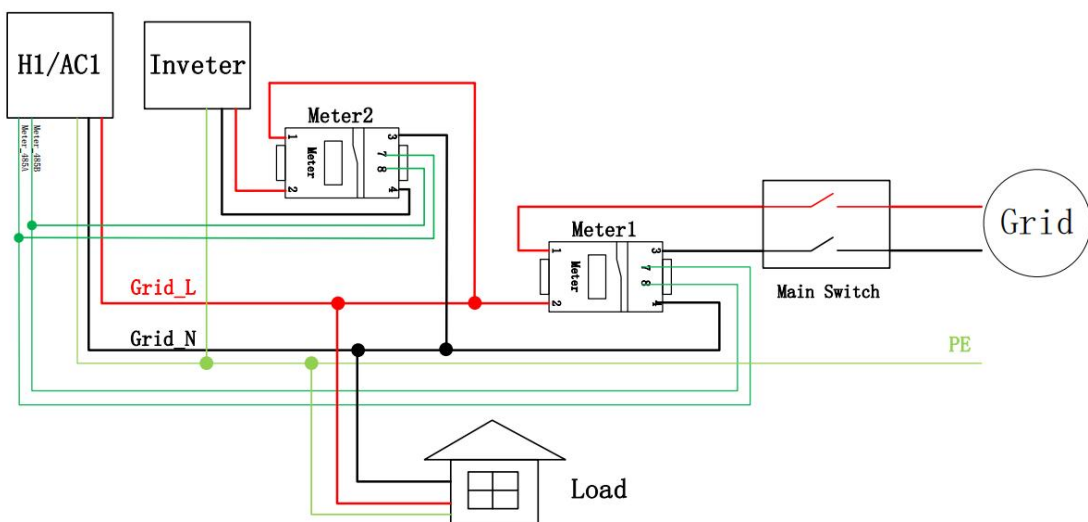 H1/AC1
Inveter
Meter_485B
Meter_485A
Meter2
1
3
Meter
7
8
2
4
Meter1
1
3
Meter
7
8
2
4
Main Switch
Grid
Grid_L
Grid_N
PE
Load